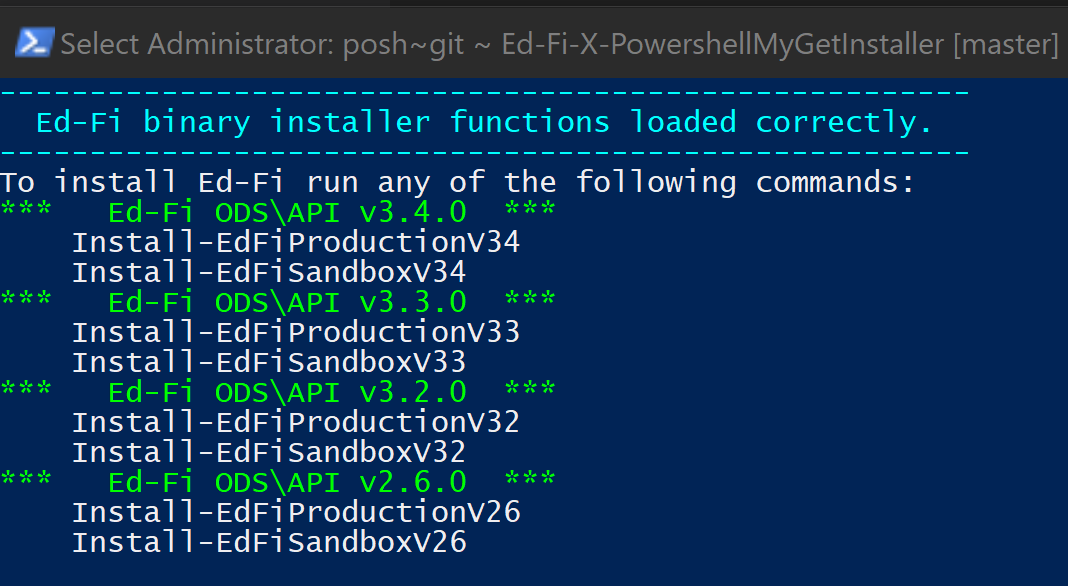 Select Administrator: posh~git ~ Ed-Fi-X-PowershellMyGetInstaller [master]
------------------------------------------------------
  Ed-Fi binary installer functions loaded correctly.
------------------------------------------------------
To install Ed-Fi run any of the following commands:
***   Ed-Fi ODS\API v3.4.0  ***
    Install-EdFiProductionV34
    Install-EdFiSandboxV34
***   Ed-Fi ODS\API v3.3.0  ***
    Install-EdFiProductionV33
    Install-EdFiSandboxV33
***   Ed-Fi ODS\API v3.2.0  ***
    Install-EdFiProductionV32
    Install-EdFiSandboxV32
***   Ed-Fi ODS\API v2.6.0  ***
    Install-EdFiProductionV26
    Install-EdFiSandboxV26